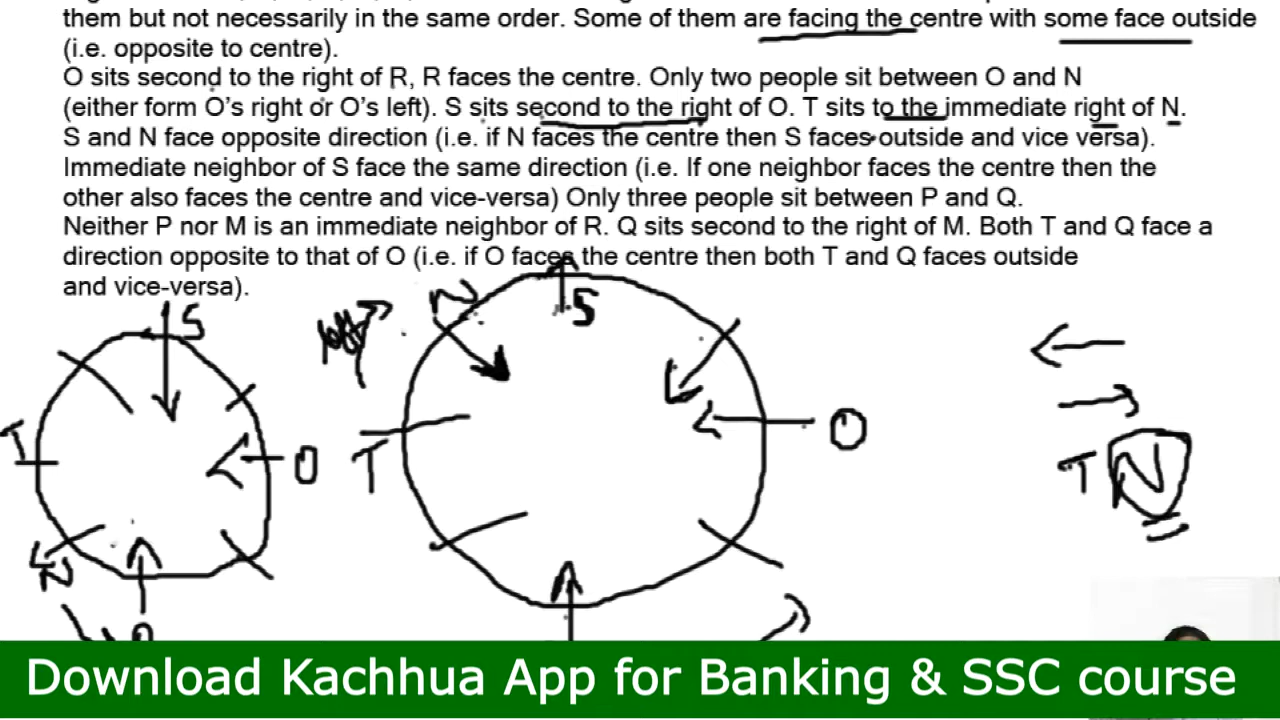 them but not necessarily in the same order. Some of them are facing the centre with some face outside
(i.e. opposite to centre).
O sits second to the right of R, R faces the centre. Only two people sit between O and N
(either form O's right or O's left). S sits second to the right of O. T sits to the immediate right of N.
S and N face opposite direction (i.e. if N faces the centre then S faces outside and vice versa).
Immediate neighbor of S face the same direction (i.e. If one neighbor faces the centre then the
other also faces the centre and vice-versa) Only three people sit between P and Q.
Neither P nor M is an immediate neighbor of R. Q sits second to the right of M. Both T and Q face a
direction opposite to that of O (i.e. if O faces the centre then both T and Q faces outside
and vice-versa).
S
T
O
N
N
S
O
T
T N
Download Kachhua App for Banking & SSC course